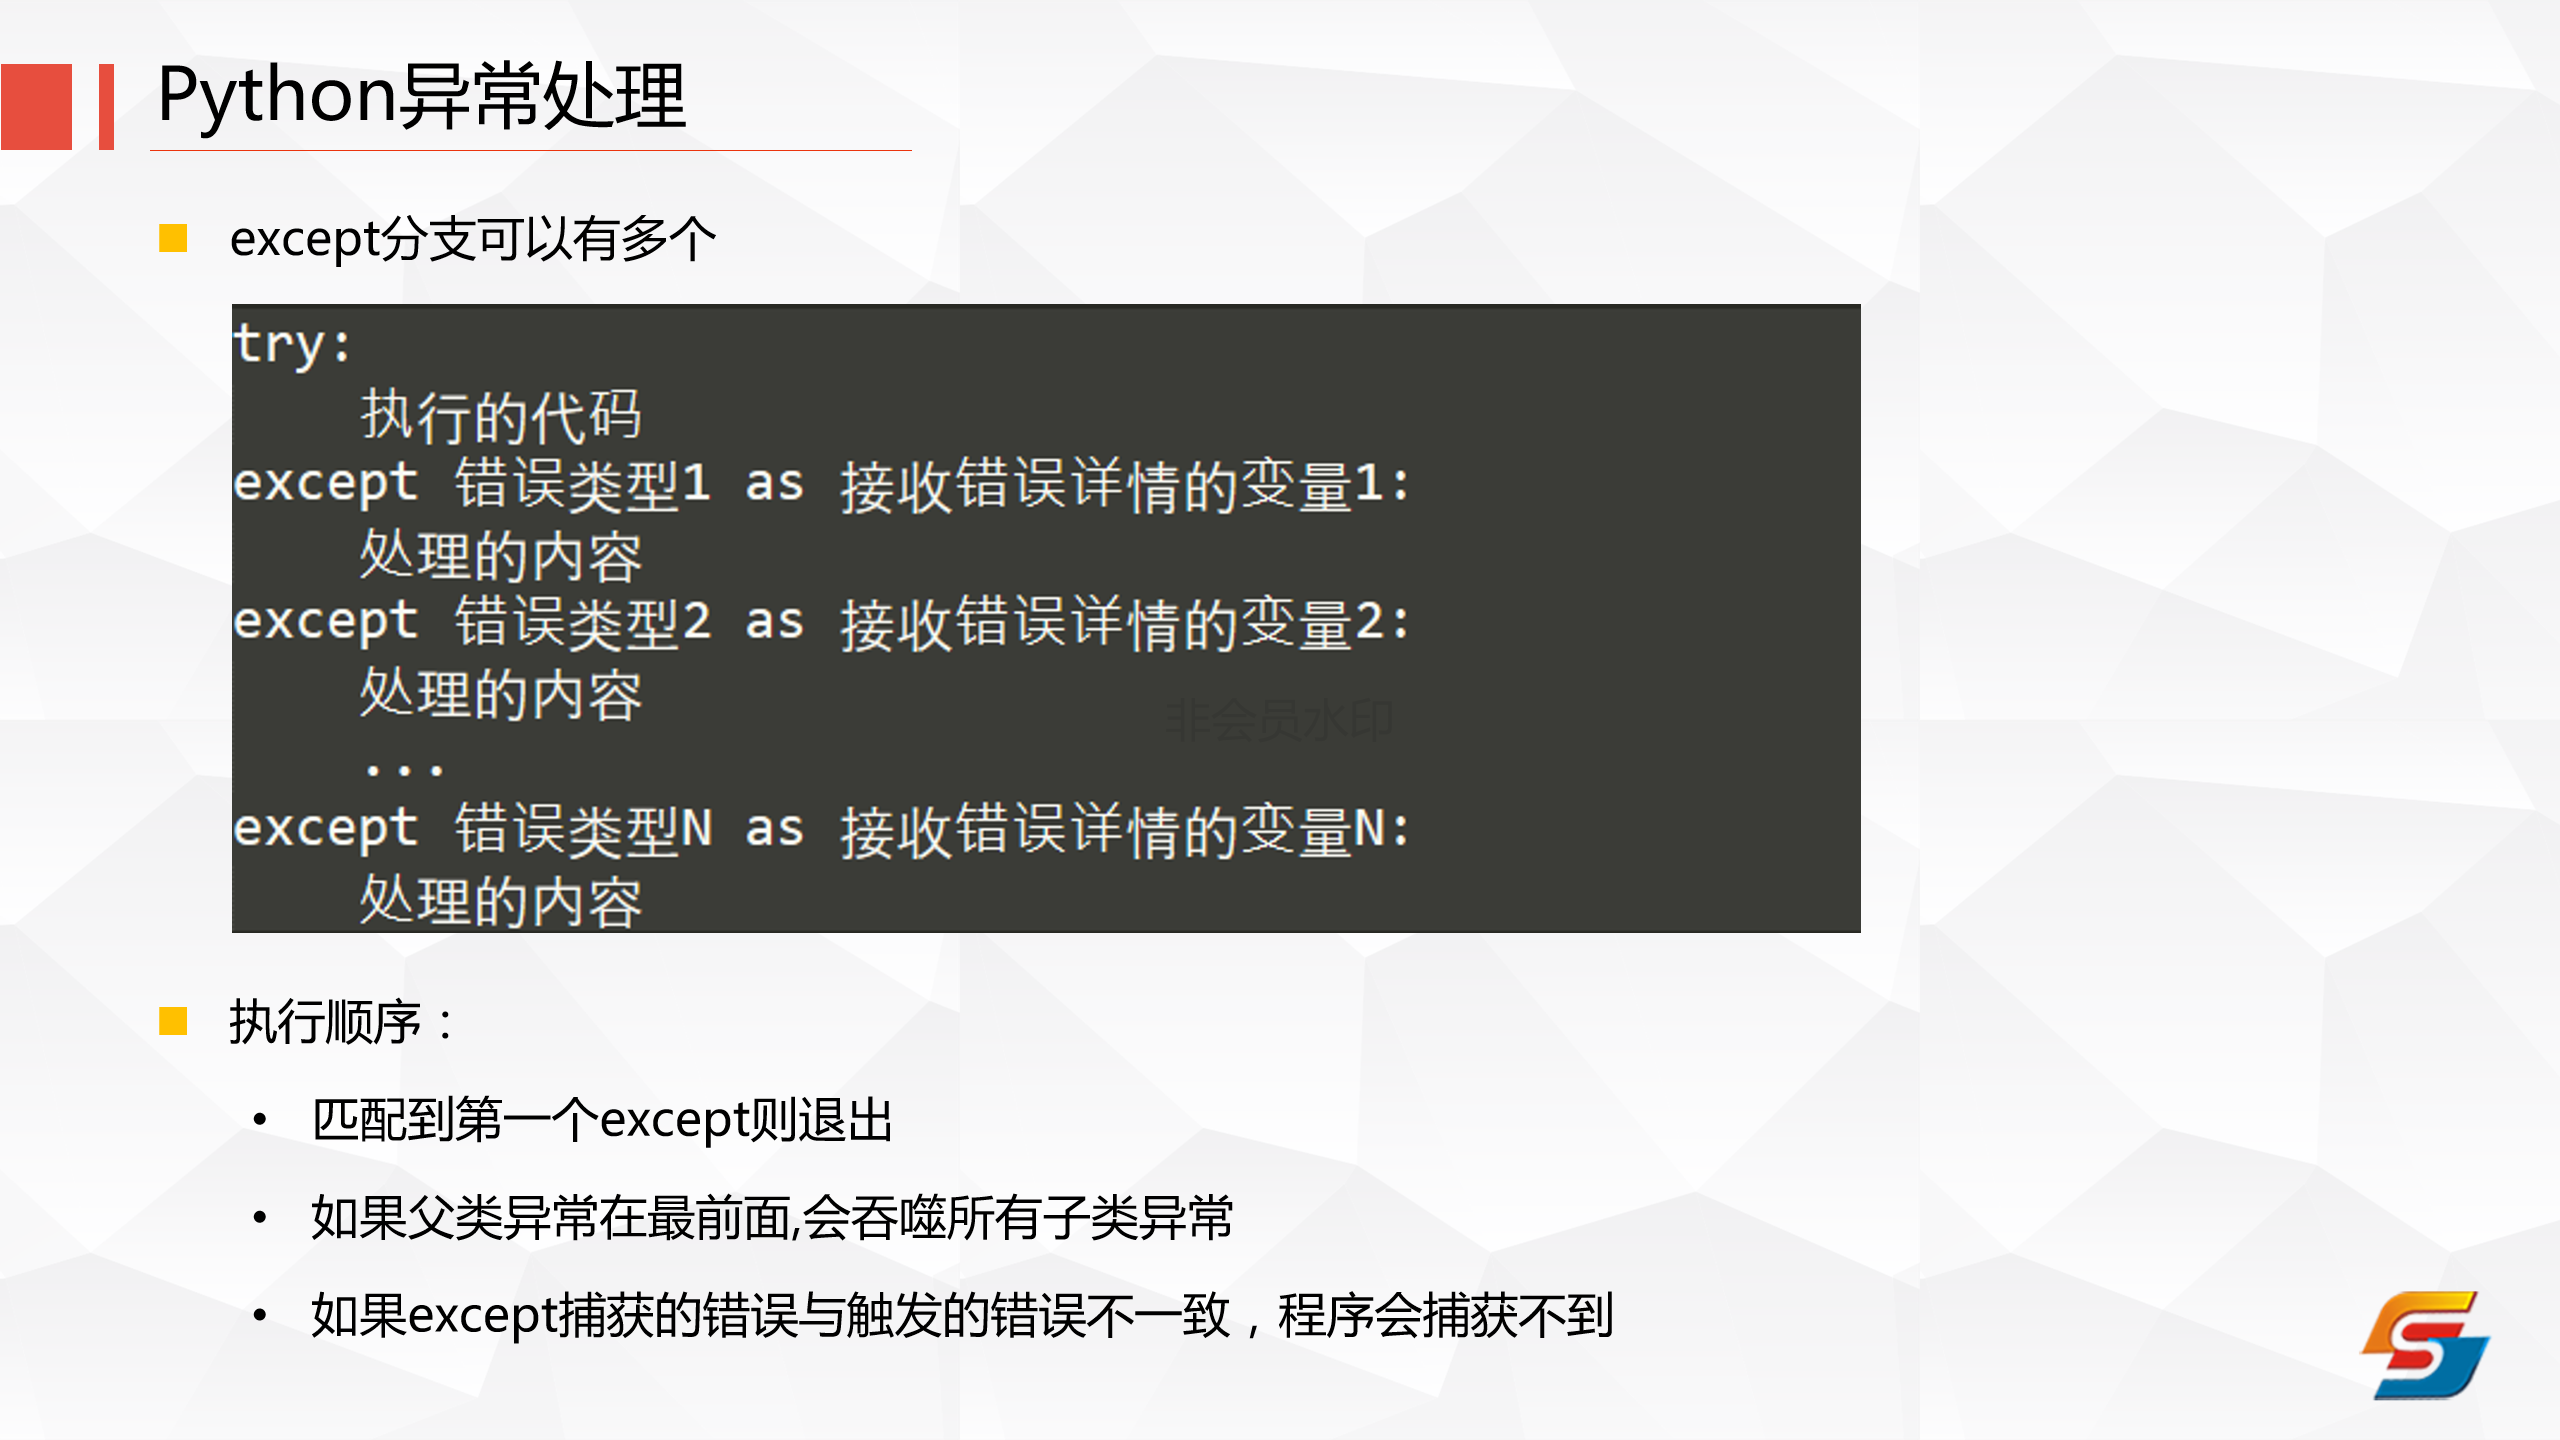 Python异常处理
except分支可以有多个
try:
执行的代码
except 错误类型1 as 接收错误详情的变量1:
处理的内容
except 错误类型2 as 接收错误详情的变量2:
处理的内容
非会员水印
...
except 错误类型N as 接收错误详情的变量N:
处理的内容
执行顺序：
• 匹配到第一个except则退出
• 如果父类异常在最前面,会吞噬所有子类异常
• 如果except捕获的错误与触发的错误不一致，程序会捕获不到